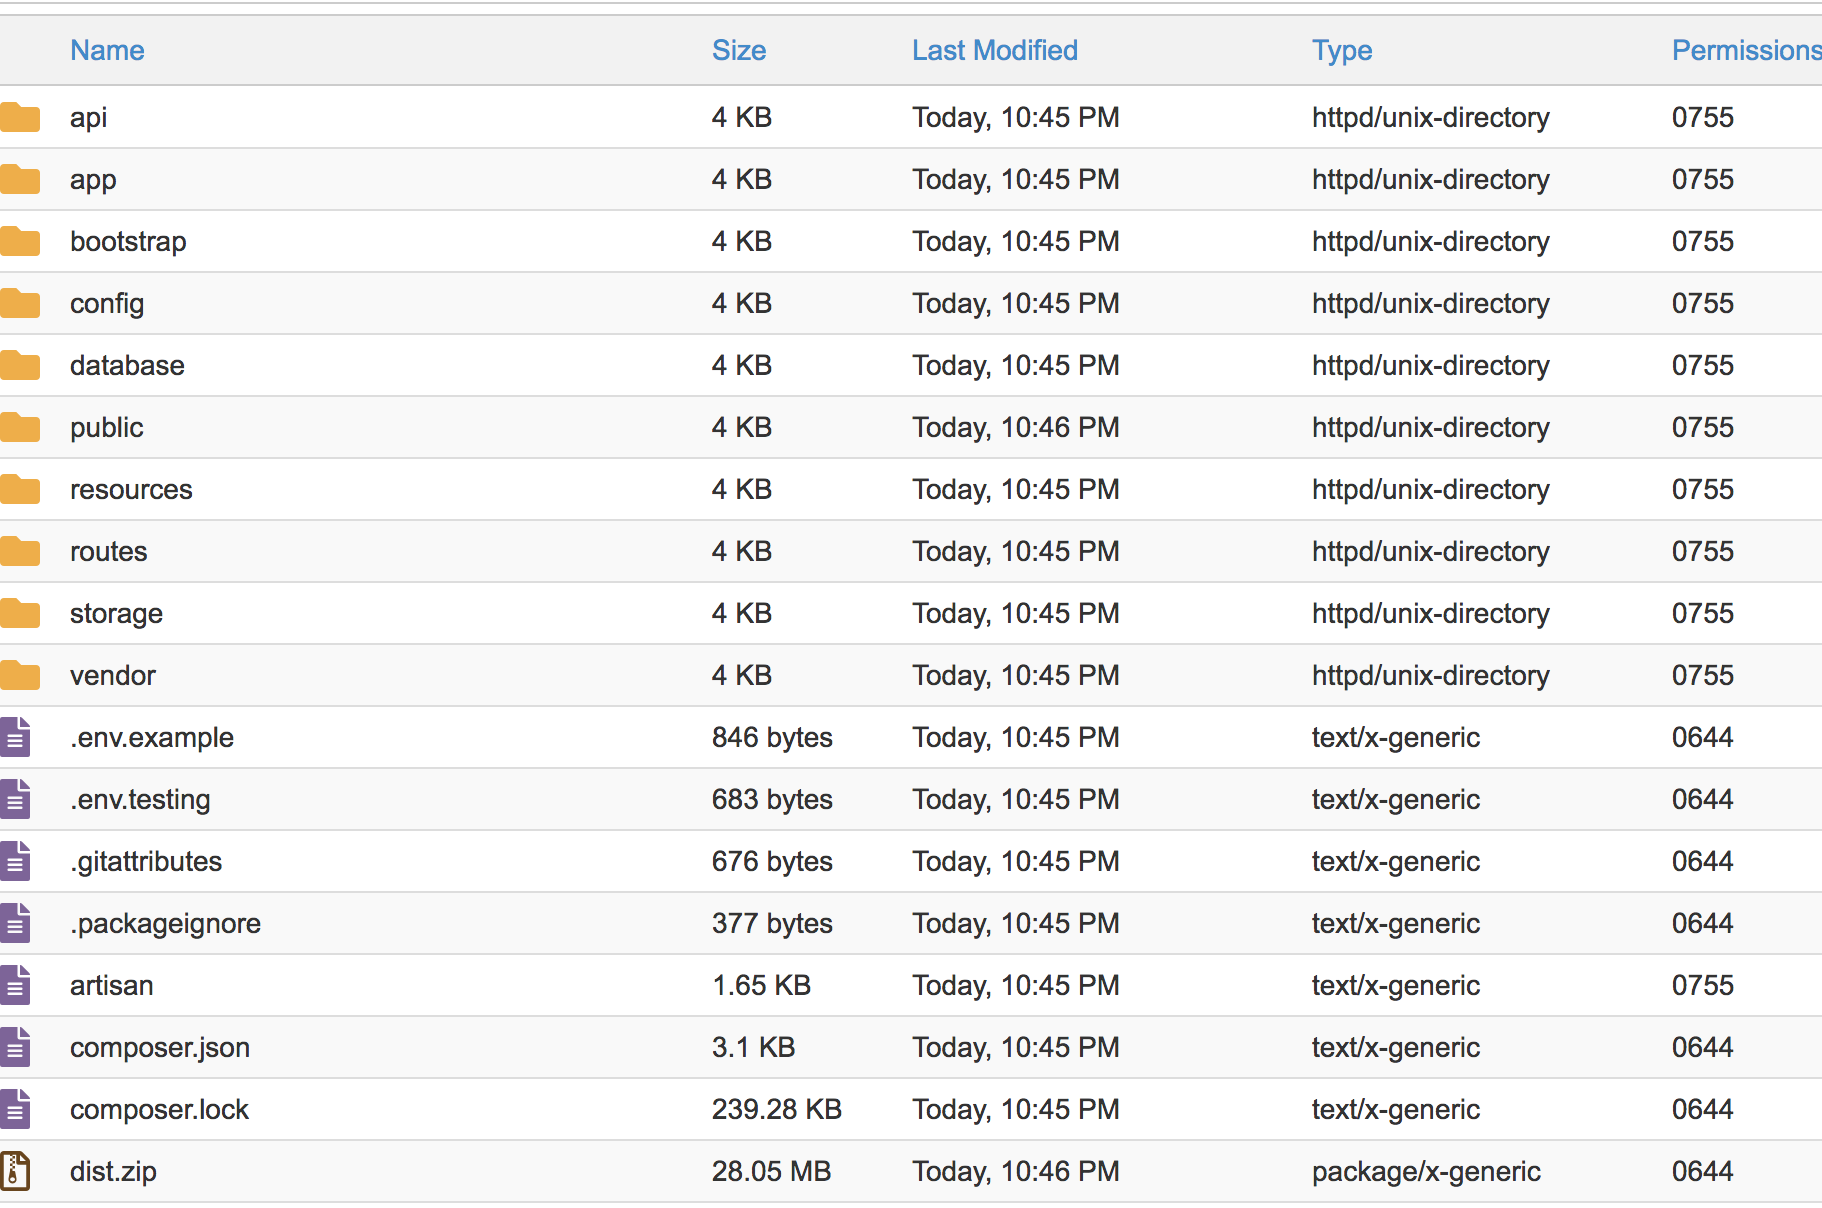 Name Size Last Modified Type Permissions
api 4 KB Today, 10:45 PM httpd/unix-directory 0755
app 4 KB Today, 10:45 PM httpd/unix-directory 0755
bootstrap 4 KB Today, 10:45 PM httpd/unix-directory 0755
config 4 KB Today, 10:45 PM httpd/unix-directory 0755
database 4 KB Today, 10:45 PM httpd/unix-directory 0755
public 4 KB Today, 10:46 PM httpd/unix-directory 0755
resources 4 KB Today, 10:45 PM httpd/unix-directory 0755
routes 4 KB Today, 10:45 PM httpd/unix-directory 0755
storage 4 KB Today, 10:45 PM httpd/unix-directory 0755
vendor 4 KB Today, 10:45 PM httpd/unix-directory 0755
.env.example 846 bytes Today, 10:45 PM text/x-generic 0644
.env.testing 683 bytes Today, 10:45 PM text/x-generic 0644
.gitattributes 676 bytes Today, 10:45 PM text/x-generic 0644
.packageignore 377 bytes Today, 10:45 PM text/x-generic 0644
artisan 1.65 KB Today, 10:45 PM text/x-generic 0755
composer.json 3.1 KB Today, 10:45 PM text/x-generic 0644
composer.lock 239.28 KB Today, 10:45 PM text/x-generic 0644
dist.zip 28.05 MB Today, 10:46 PM package/x-generic 0644